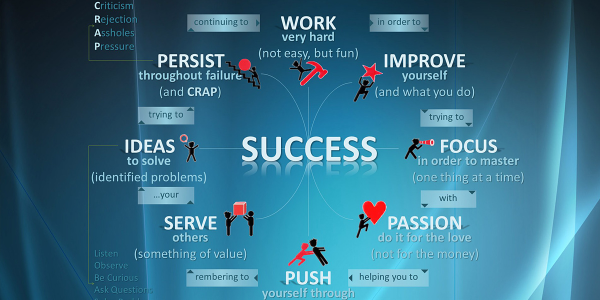 Criticism
Rejection
Assholes
Pressure
continuing to
WORK
very hard
(not easy, but fun)
in order to
PERSIST
throughout failure
(and CRAP)
IMPROVE
yourself
(and what you do)
trying to
trying to
IDEAS
to solve
(identified problems)
SUCCESS
FOCUS
in order to master
(one thing at a time)
...your
with
SERVE
others
(something of value)
PASSION
do it for the love
(not for the money)
Listen
Observe
Be Curious
Ask Questions
rembering to
PUSH
yourself through
helping you to